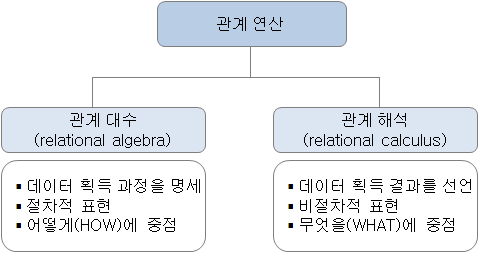 관계 연산
관계 대수
(relational algebra)
▪ 데이터 획득 과정을 명세
▪ 절차적 표현
▪ 어떻게(HOW)에 중점
관계 해석
(relational calculus)
▪ 데이터 획득 결과를 선언
▪ 비절차적 표현
▪ 무엇을(WHAT)에 중점